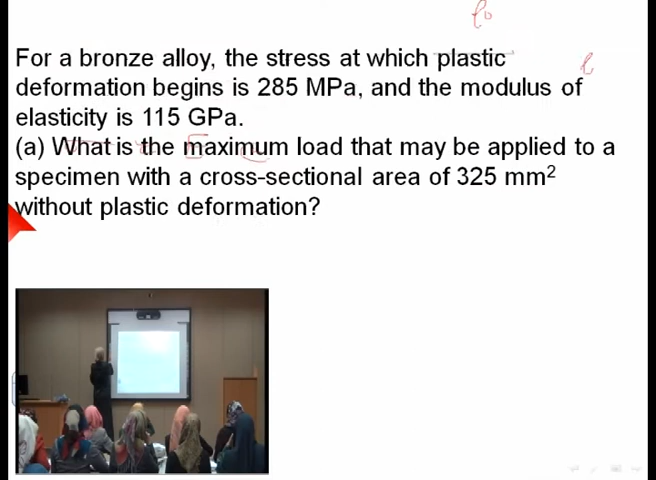 l₀
For a bronze alloy, the stress at which plastic
l
deformation begins is 285 MPa, and the modulus of
elasticity is 115 GPa.
(a) What is the maximum load that may be applied to a
specimen with a cross-sectional area of 325 mm²
without plastic deformation?